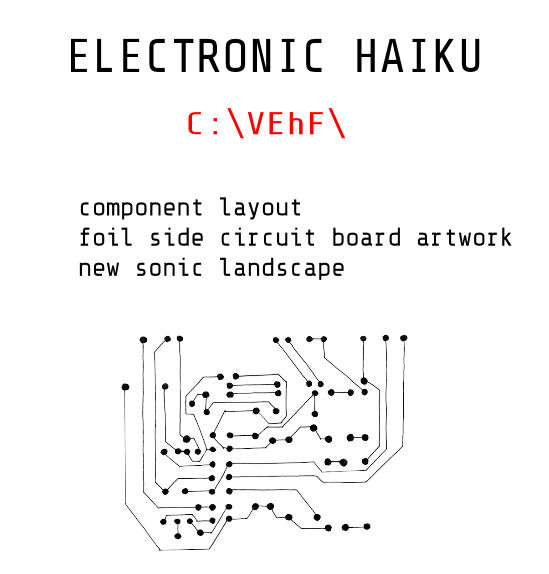 ELECTRONIC HAIKU
C:\VEhF\
component layout
foil side circuit board artwork
new sonic landscape